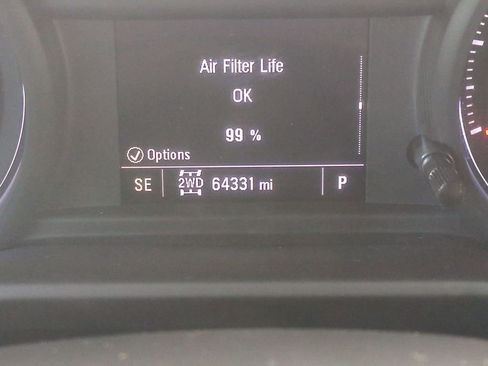 Air Filter Life
OK
99 %
Options
SE 2WD 64331 mi P